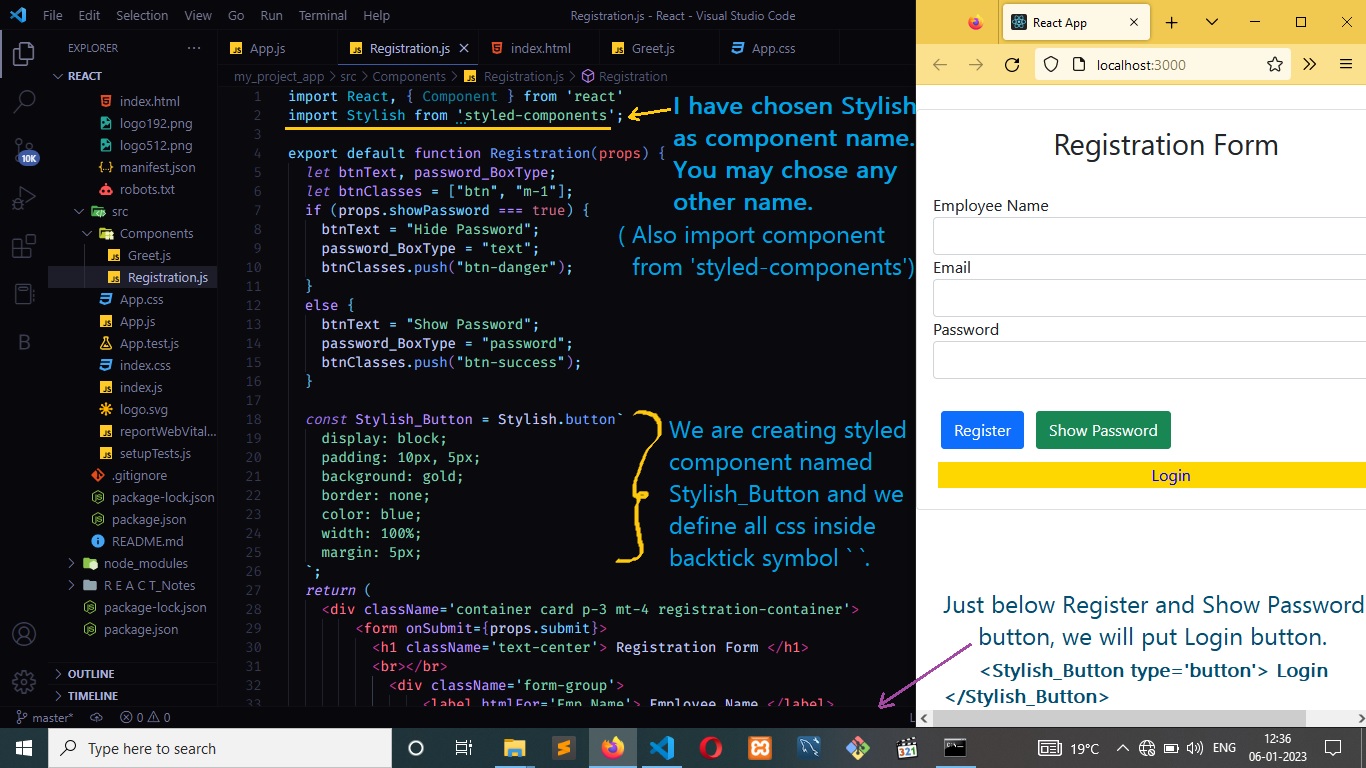 File Edit Selection View Go Run Terminal Help Registration.js - React - Visual Studio Code
EXPLORER
REACT
index.html
logo192.png
logo512.png
manifest.json
robots.txt
src
Components
Greet.js
Registration.js
App.css
App.js
App.test.js
index.css
index.js
logo.svg
reportWebVital...
setupTests.js
.gitignore
package-lock.json
package.json
README.md
node_modules
R E A C T_Notes
package-lock.json
package.json
OUTLINE
TIMELINE
10K
B
App.js Registration.js index.html Greet.js App.css
my_project_app > src > Components > Registration.js > Registration
1 import React, { Component } from 'react'
2 import Stylish from 'styled-components';
3
4 export default function Registration(props) {
5 let btnText, password_BoxType;
6 let btnClasses = ["btn", "m-1"];
7 if (props.showPassword === true) {
8 btnText = "Hide Password";
9 password_BoxType = "text";
10 btnClasses.push("btn-danger");
11 }
12 else {
13 btnText = "Show Password";
14 password_BoxType = "password";
15 btnClasses.push("btn-success");
16 }
17
18 const Stylish_Button = Stylish.button`
19 display: block;
20 padding: 10px, 5px;
21 background: gold;
22 border: none;
23 color: blue;
24 width: 100%;
25 margin: 5px;
26 `;
27 return (
28 <div className='container card p-3 mt-4 registration-container'>
29 <form onSubmit={props.submit}>
30 <h1 className='text-center'> Registration Form </h1>
31 <br></br>
32 <div className='form-group'>
33 <label htmlFor='Emp_Name'> Employee Name </label>
I have chosen Stylish
as component name.
You may chose any
other name.
( Also import component
from 'styled-components')
We are creating styled
component named
Stylish_Button and we
define all css inside
backtick symbol ` `.
React App
localhost:3000
Registration Form
Employee Name
Email
Password
Register Show Password
Login
Just below Register and Show Password
button, we will put Login button.
<Stylish_Button type='button'> Login
</Stylish_Button>
master* 0 0 L
Type here to search
321
19°C ENG 12:36
06-01-2023